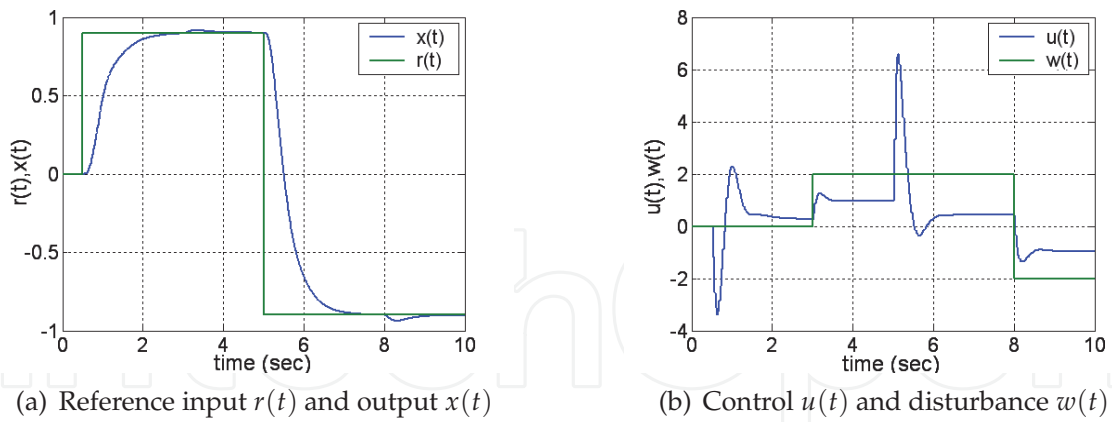 1
0.5
0
-0.5
-1
r(t),x(t)
x(t)
r(t)
0 2 4 6 8 10
time (sec)
(a) Reference input r(t) and output x(t)
8
6
4
2
0
-2
-4
u(t),w(t)
u(t)
w(t)
0 2 4 6 8 10
time (sec)
(b) Control u(t) and disturbance w(t)